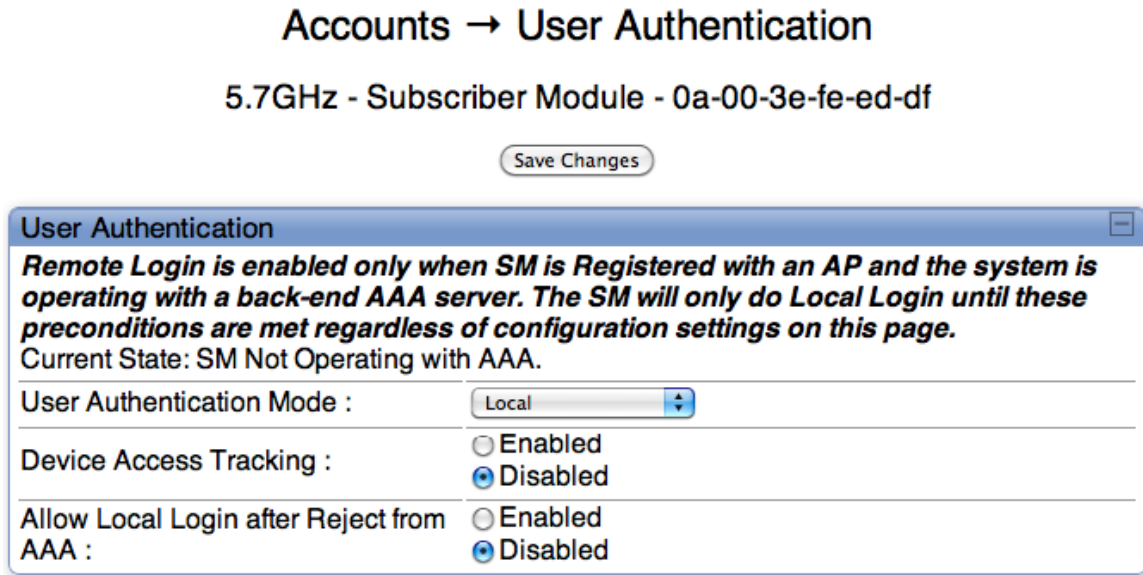 Accounts → User Authentication
5.7GHz - Subscriber Module - 0a-00-3e-fe-ed-df
Save Changes
User Authentication
Remote Login is enabled only when SM is Registered with an AP and the system is
operating with a back-end AAA server. The SM will only do Local Login until these
preconditions are met regardless of configuration settings on this page.
Current State: SM Not Operating with AAA.
User Authentication Mode :
Local
Device Access Tracking :
Enabled
Disabled
Allow Local Login after Reject from
AAA :
Enabled
Disabled